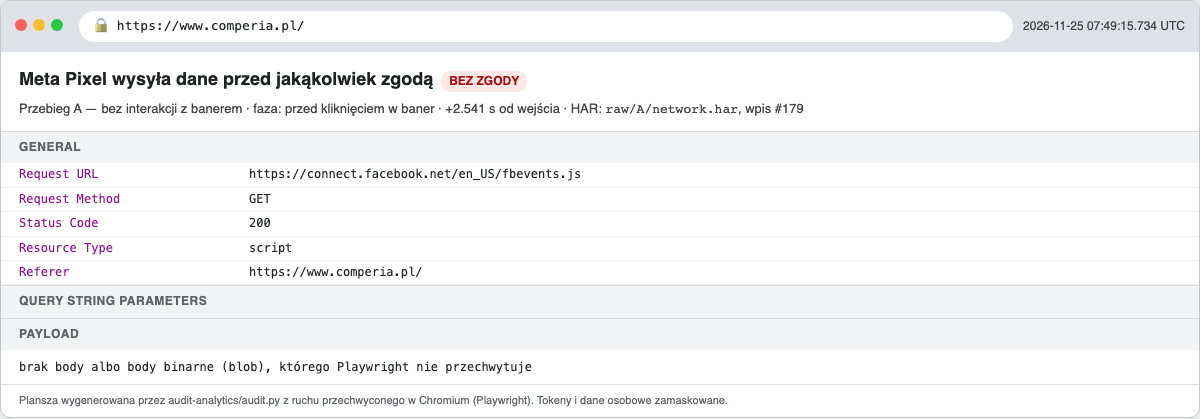 https://www.comperia.pl/
2026-11-25 07:49:15.734 UTC
Meta Pixel wysyła dane przed jakąkolwiek zgodą BEZ ZGODY
Przebieg A — bez interakcji z banerem · faza: przed kliknięciem w baner · +2.541 s od wejścia · HAR: raw/A/network.har, wpis #179
GENERAL
Request URL https://connect.facebook.net/en_US/fbevents.js
Request Method GET
Status Code 200
Resource Type script
Referer https://www.comperia.pl/
QUERY STRING PARAMETERS
PAYLOAD
brak body albo body binarne (blob), którego Playwright nie przechwytuje
Plansza wygenerowana przez audit-analytics/audit.py z ruchu przechwyconego w Chromium (Playwright). Tokeny i dane osobowe zamaskowane.